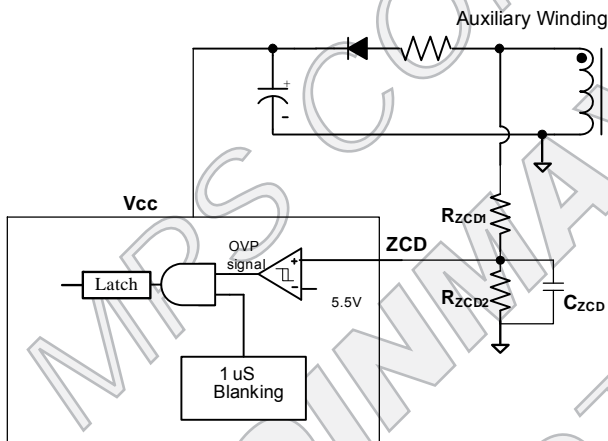 Auxiliary Winding
+
-
Vcc
RZCD1
OVP
signal
ZCD
+
-
Latch
5.5V
RZCD2
CZCD
1 uS
Blanking